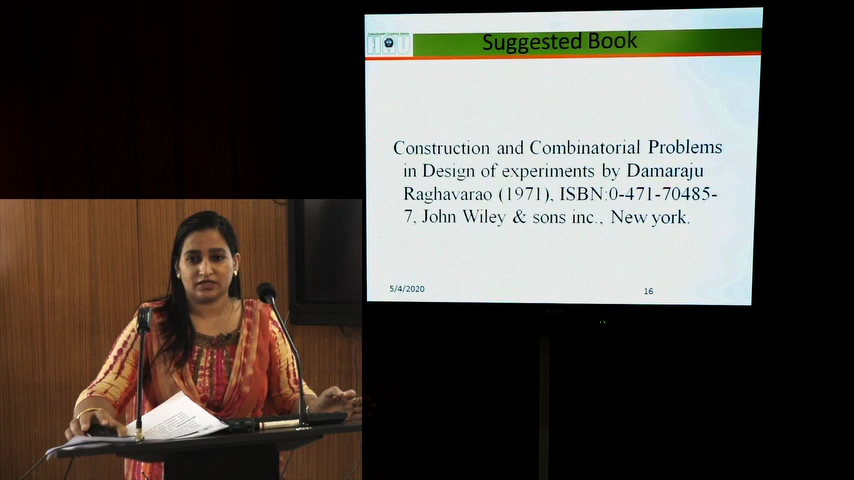 HAU
Suggested Book
Construction and Combinatorial Problems
in Design of experiments by Damaraju
Raghavarao (1971), ISBN:0-471-70485-
7, John Wiley & sons inc., New york.
5/4/2020
16